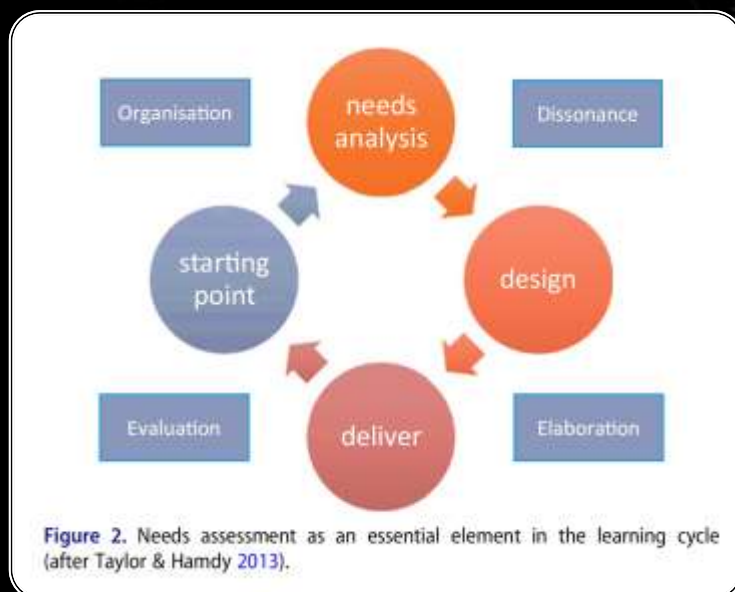 Organisation
needs
analysis
Dissonance
starting
point
design
Evaluation
deliver
Elaboration
Figure 2. Needs assessment as an essential element in the learning cycle
(after Taylor & Hamdy 2013).